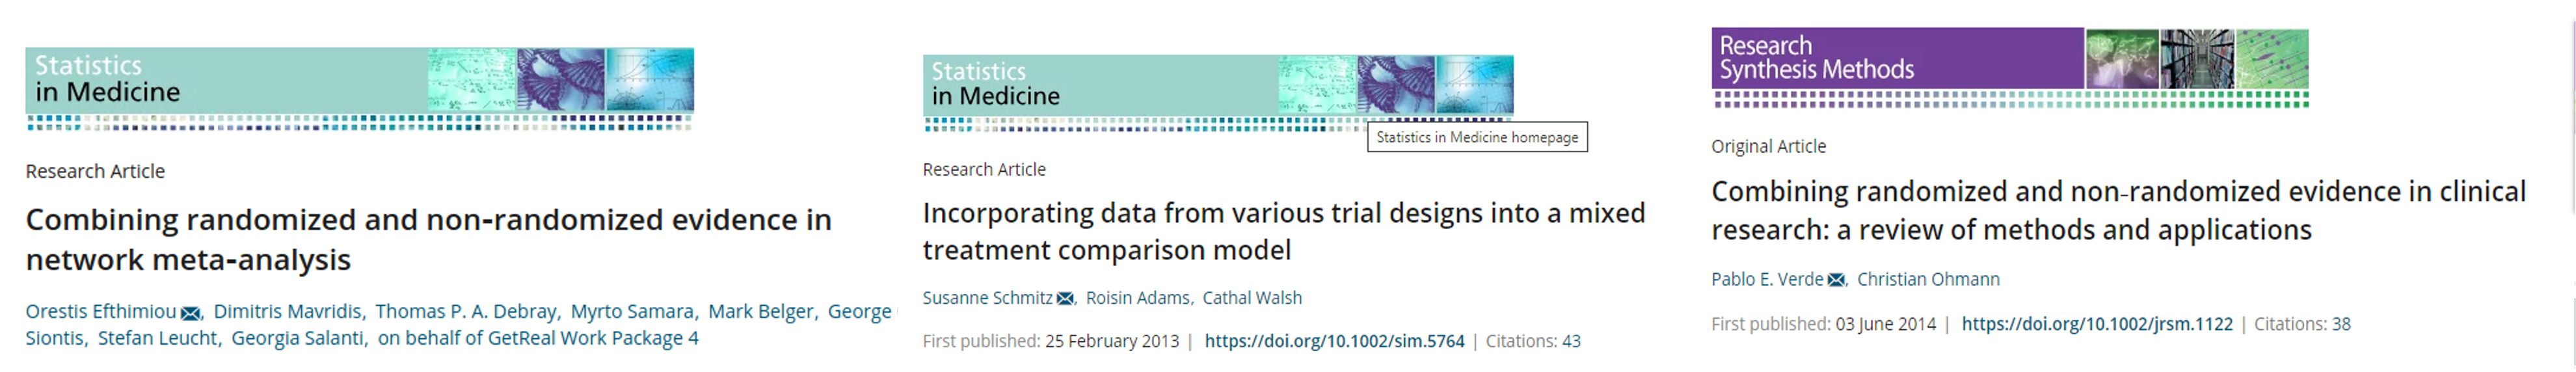 Statistics
in Medicine
Research Article
Combining randomized and non-randomized evidence in
network meta-analysis
Orestis Efthimiou, Dimitris Mavridis, Thomas P. A. Debray, Myrto Samara, Mark Belger, George
Siontis, Stefan Leucht, Georgia Salanti, on behalf of GetReal Work Package 4
Statistics
in Medicine
Statistics in Medicine homepage
Research Article
Incorporating data from various trial designs into a mixed
treatment comparison model
Susanne Schmitz, Roisin Adams, Cathal Walsh
First published: 25 February 2013 | https://doi.org/10.1002/sim.5764 | Citations: 43
Research
Synthesis Methods
Original Article
Combining randomized and non-randomized evidence in clinical
research: a review of methods and applications
Pablo E. Verde, Christian Ohmann
First published: 03 June 2014 | https://doi.org/10.1002/jrsm.1122 | Citations: 38